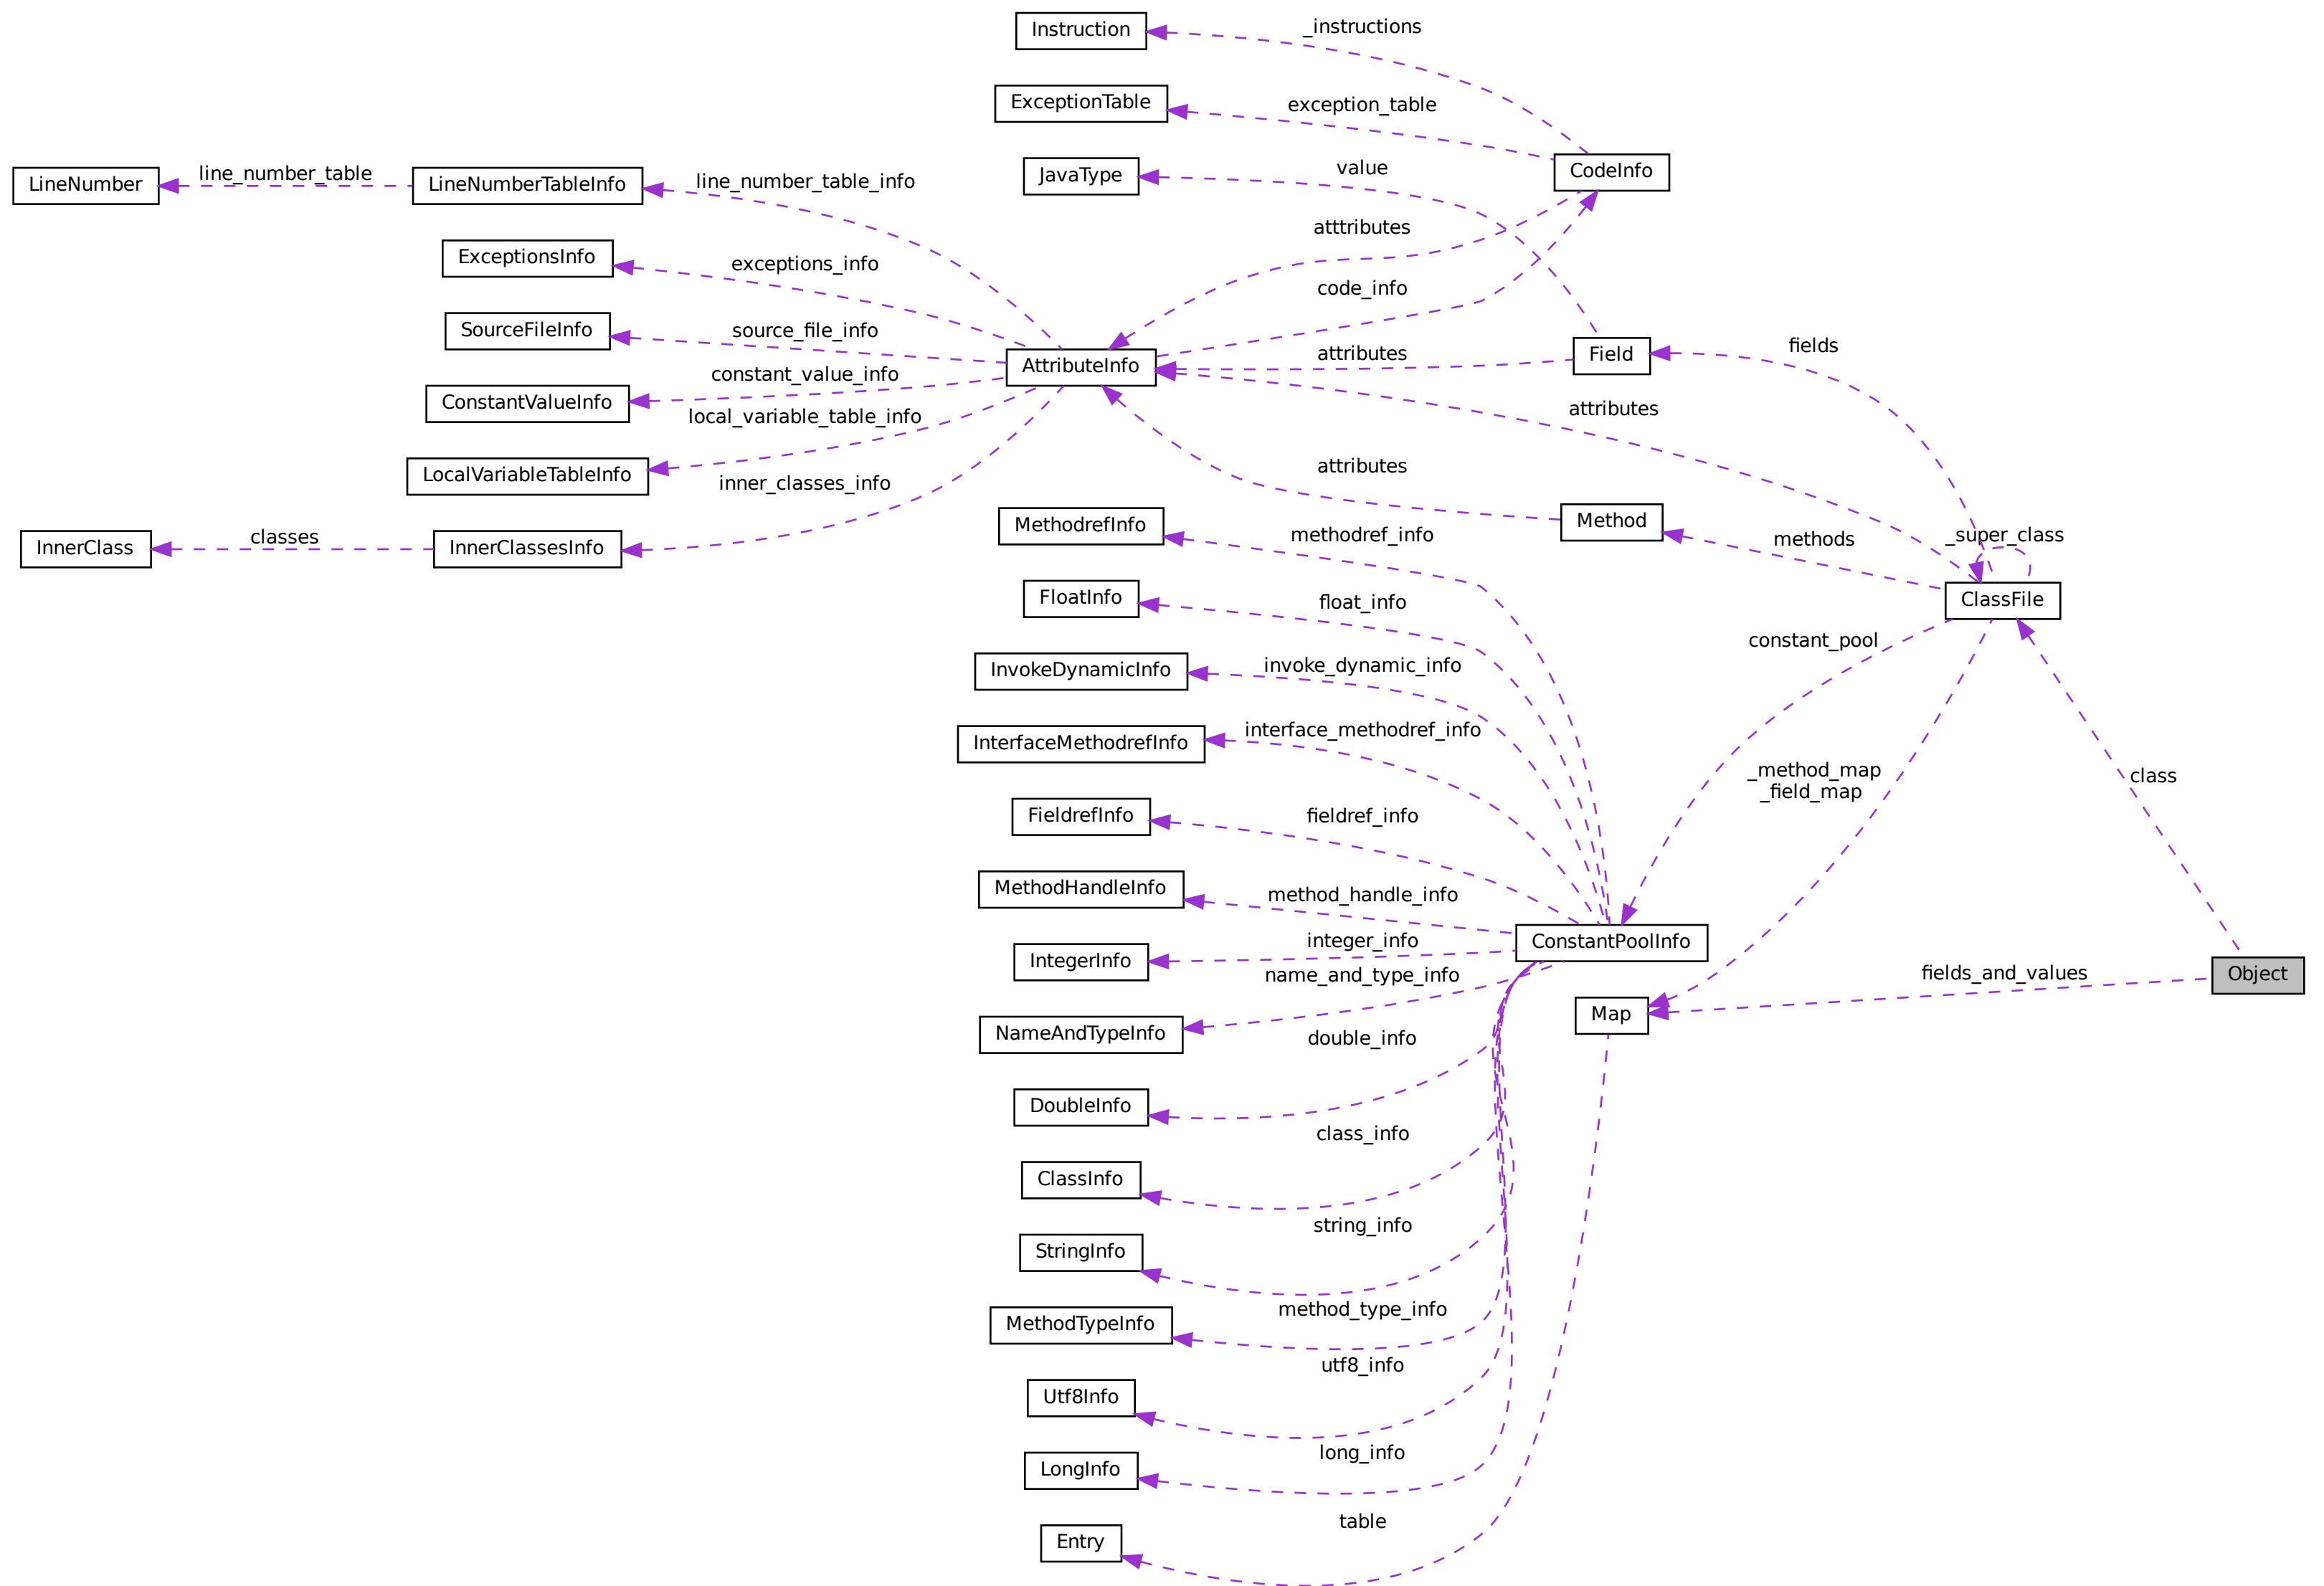 Instruction
_instructions
ExceptionTable
exception_table
CodeInfo
LineNumber
line_number_table
LineNumberTableInfo
line_number_table_info
JavaType
value
atttributes
ExceptionsInfo
exceptions_info
code_info
SourceFileInfo
source_file_info
AttributeInfo
attributes
Field
fields
ConstantValueInfo
constant_value_info
local_variable_table_info
attributes
LocalVariableTableInfo
inner_classes_info
attributes
MethodrefInfo
methodref_info
Method
methods
_super_class
InnerClass
classes
InnerClassesInfo
FloatInfo
float_info
ClassFile
InvokeDynamicInfo
invoke_dynamic_info
constant_pool
InterfaceMethodrefInfo
interface_methodref_info
_method_map
_field_map
class
FieldrefInfo
fieldref_info
MethodHandleInfo
method_handle_info
ConstantPoolInfo
IntegerInfo
integer_info
name_and_type_info
fields_and_values
Object
NameAndTypeInfo
double_info
Map
DoubleInfo
class_info
ClassInfo
string_info
StringInfo
method_type_info
MethodTypeInfo
utf8_info
Utf8Info
long_info
LongInfo
table
Entry